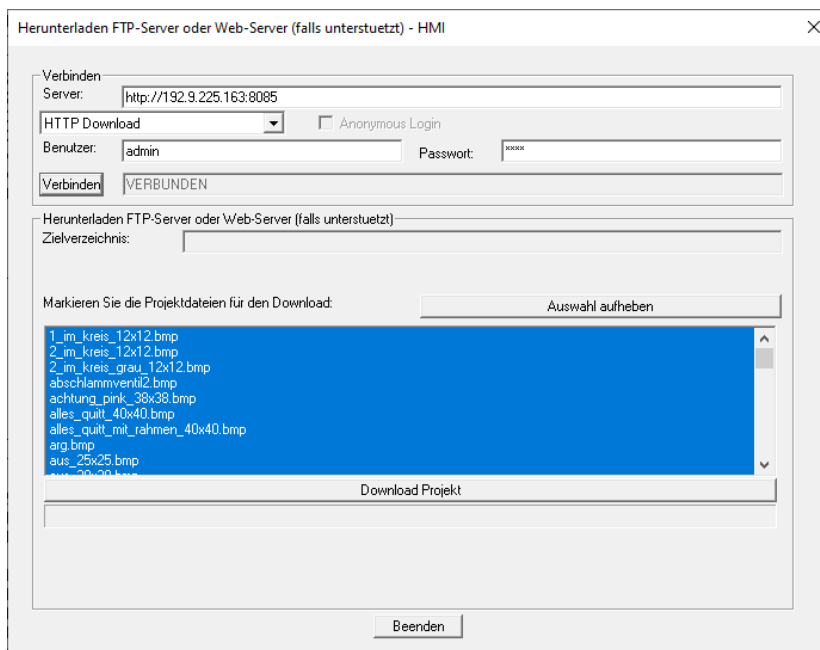 Herunterladen FTP-Server oder Web-Server (falls unterstuetzt) - HMI
Verbinden
Server: http://192.9.225.163:8085
HTTP Download Anonymous Login
Benutzer: admin Passwort: ****
Verbinden VERBUNDEN
Herunterladen FTP-Server oder Web-Server (falls unterstuetzt)
Zielverzeichnis:
Markieren Sie die Projektdateien für den Download: Auswahl aufheben
1_im_kreis_12x12.bmp
2_im_kreis_12x12.bmp
2_im_kreis_grau_12x12.bmp
abschlammventil2.bmp
achtung_pink_38x38.bmp
alles_quitt_40x40.bmp
alles_quitt_mit_rahmen_40x40.bmp
arg.bmp
aus_25x25.bmp
Download Projekt
Beenden